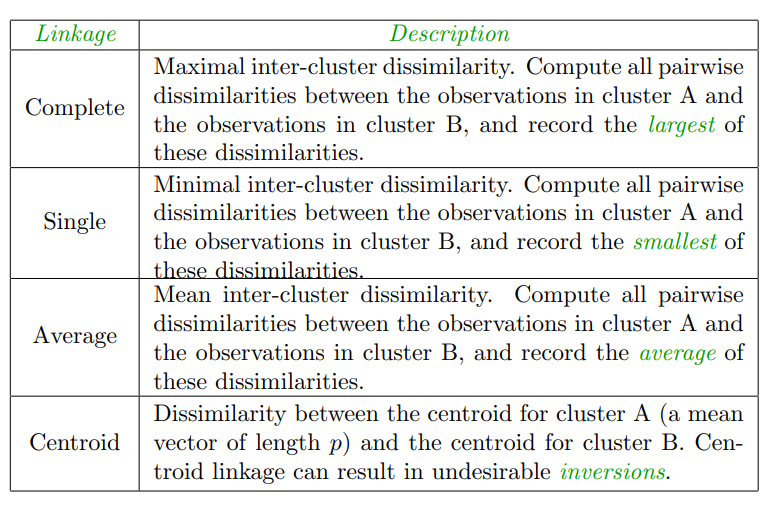 Linkage Description
Maximal inter-cluster dissimilarity. Compute all pairwise
dissimilarities between the observations in cluster A and
Complete
the observations in cluster B, and record the largest of
these dissimilarities.
Minimal inter-cluster dissimilarity. Compute all pairwise
dissimilarities between the observations in cluster A and
Single
the observations in cluster B, and record the smallest of
these dissimilarities.
Mean inter-cluster dissimilarity. Compute all pairwise
dissimilarities between the observations in cluster A and
Average
the observations in cluster B, and record the average of
these dissimilarities.
Dissimilarity between the centroid for cluster A (a mean
Centroid
vector of length p) and the centroid for cluster B. Cen-
troid linkage can result in undesirable inversions.